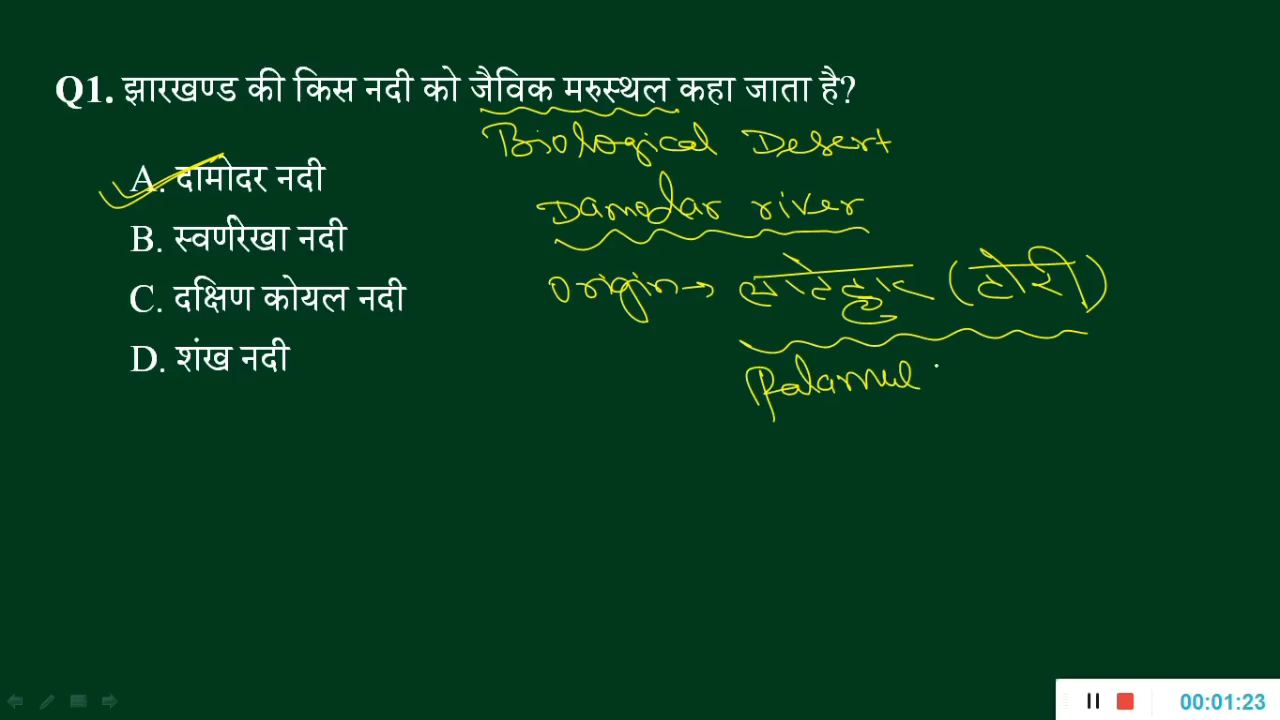 Q1. झारखण्ड की किस नदी को जैविक मरुस्थल कहा जाता है?
Biological Desert
A. दामोदर नदी
Damodar river
B. स्वर्णरेखा नदी
origin → लातेहार (टोरी)
C. दक्षिण कोयल नदी
D. शंख नदी
Palamu
00:01:23